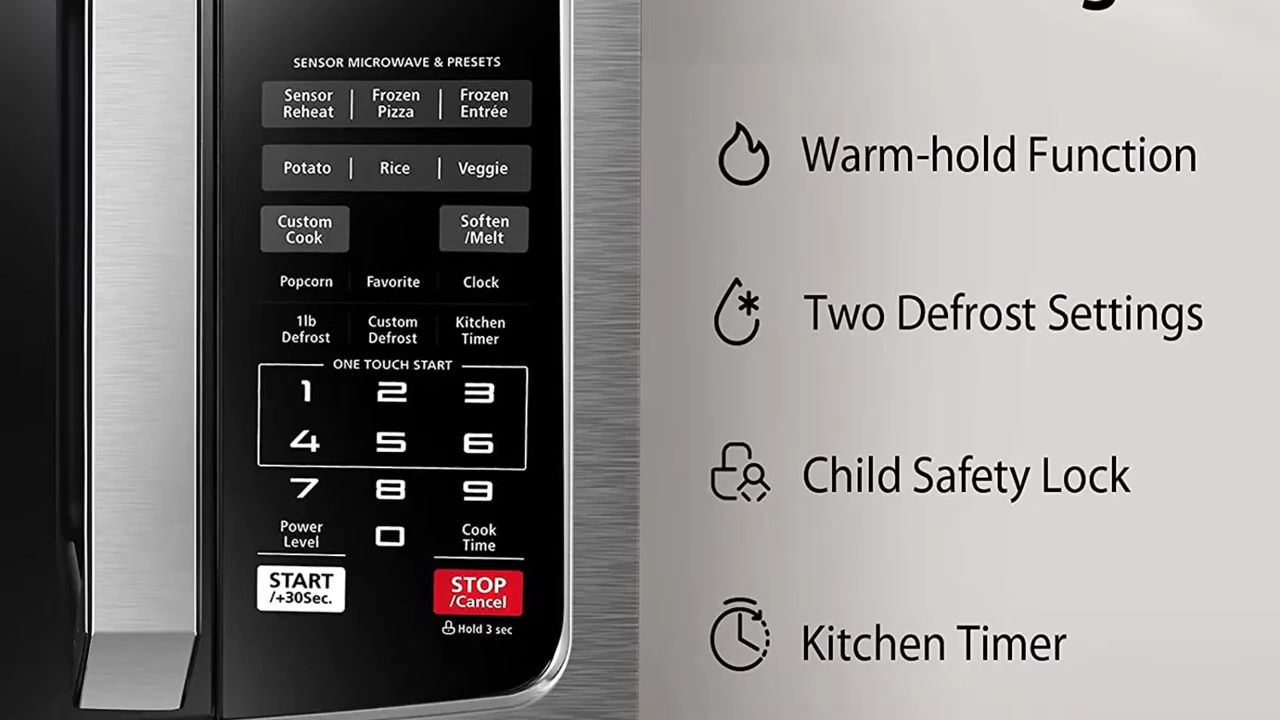 SENSOR MICROWAVE & PRESETS
Sensor Reheat
Frozen Pizza
Frozen Entrée
Potato
Rice
Veggie
Custom Cook
Soften /Melt
Popcorn
Favorite
Clock
1lb Defrost
Custom Defrost
Kitchen Timer
ONE TOUCH START
1 2 3
4 5 6
7 8 9
Power Level
0
Cook Time
START /+30Sec.
STOP /Cancel
Hold 3 sec
Warm-hold Function
Two Defrost Settings
Child Safety Lock
Kitchen Timer